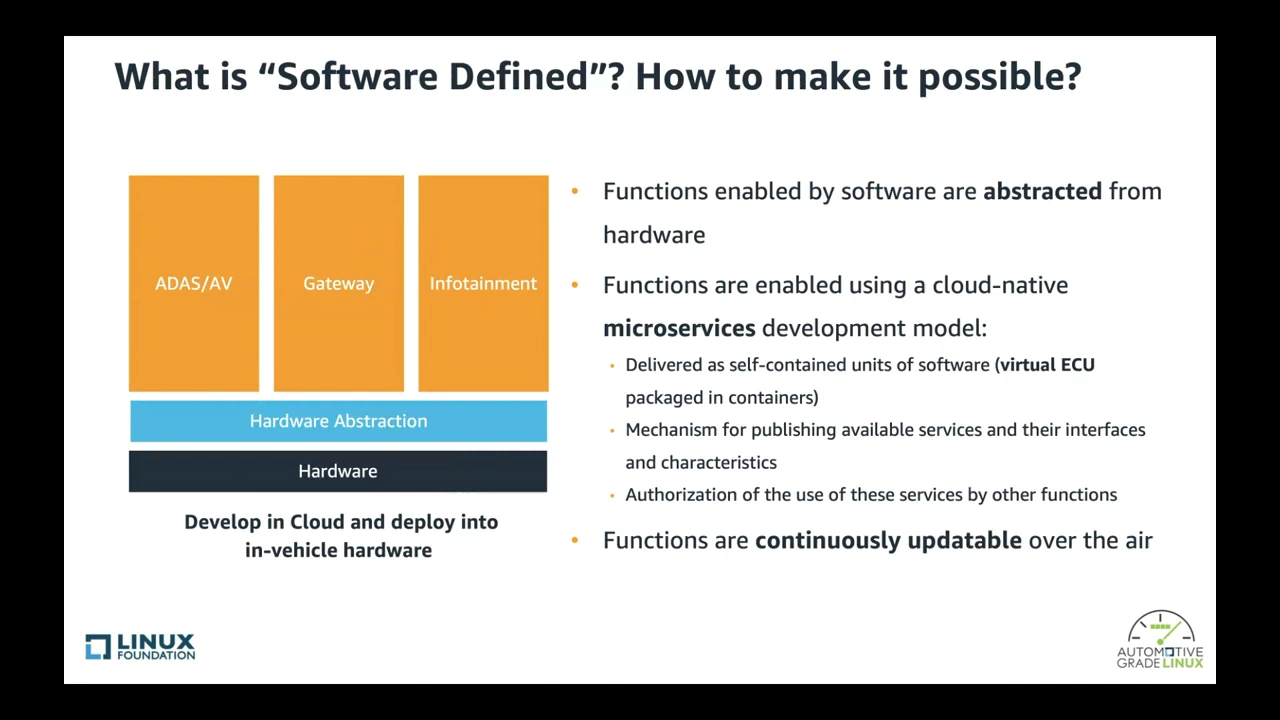 What is “Software Defined”? How to make it possible?
ADAS/AV
Gateway
Infotainment
Hardware Abstraction
Hardware
Develop in Cloud and deploy into
in-vehicle hardware
• Functions enabled by software are abstracted from
hardware
• Functions are enabled using a cloud-native
microservices development model:
• Delivered as self-contained units of software (virtual ECU
packaged in containers)
• Mechanism for publishing available services and their interfaces
and characteristics
• Authorization of the use of these services by other functions
• Functions are continuously updatable over the air
LINUX
FOUNDATION
AUTOMOTIVE
GRADE LINUX